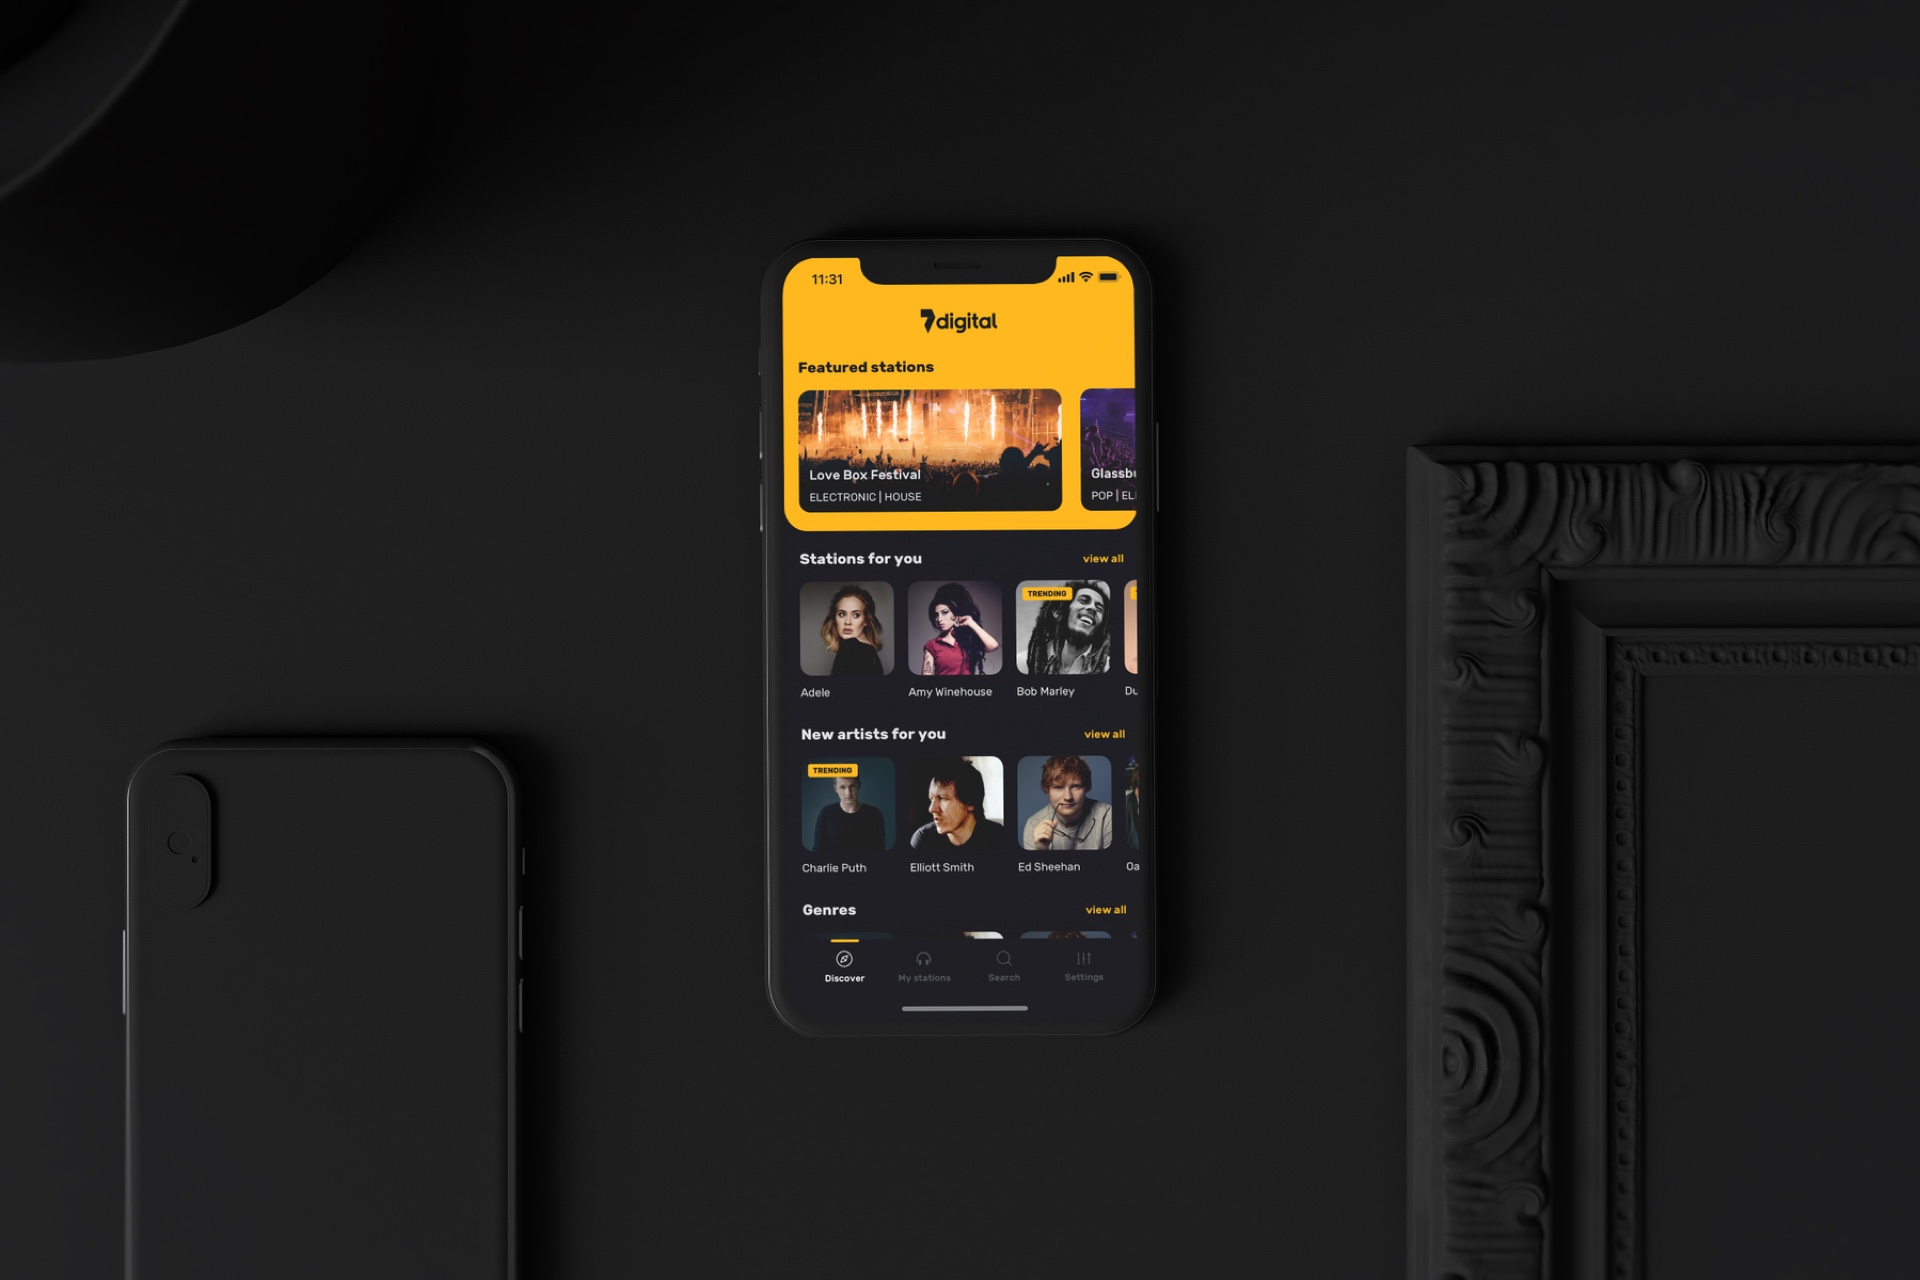 11:31
7digital
Featured stations
Love Box Festival
ELECTRONIC | HOUSE
Glassbu
POP | EL
Stations for you
view all
TRENDING
Adele
Amy Winehouse
Bob Marley
Du
New artists for you
view all
TRENDING
Charlie Puth
Elliott Smith
Ed Sheehan
Oa
Genres
view all
Discover
My stations
Search
Settings